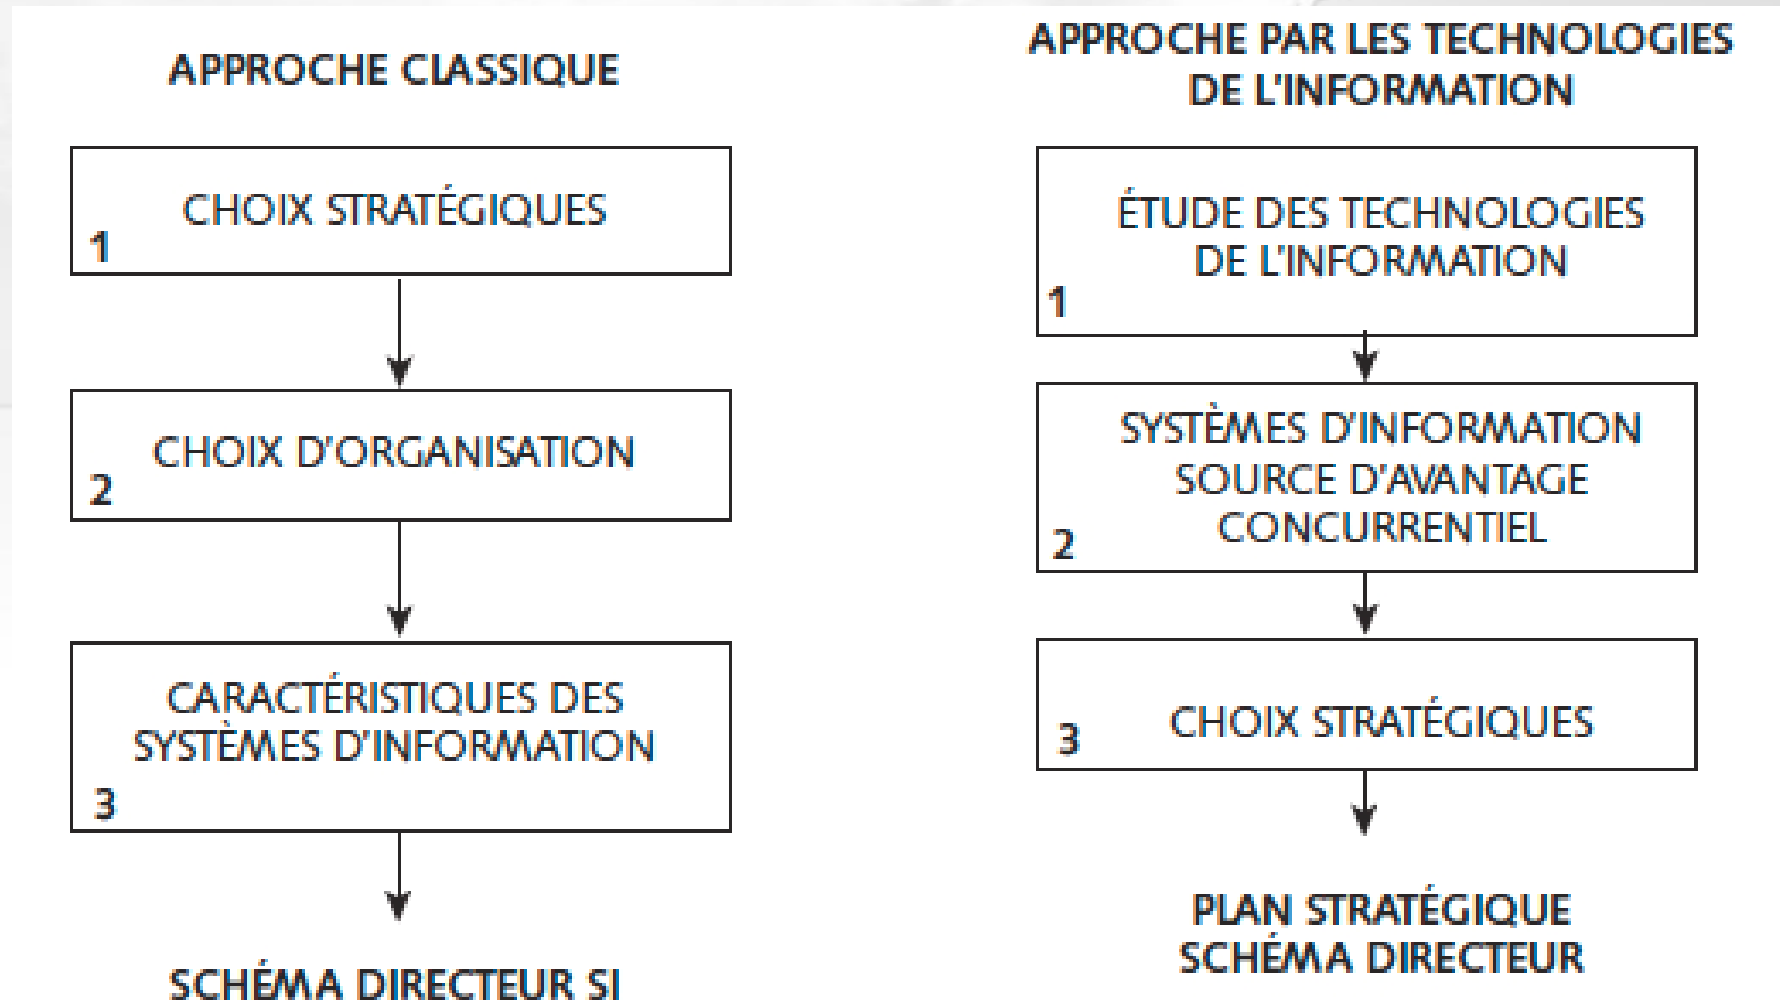 APPROCHE CLASSIQUE
CHOIX STRATÉGIQUES
1
CHOIX D'ORGANISATION
2
CARACTÉRISTIQUES DES
SYSTÈMES D'INFORMATION
3
SCHÉMA DIRECTEUR SI
APPROCHE PAR LES TECHNOLOGIES
DE L'INFORMATION
ÉTUDE DES TECHNOLOGIES
DE L'INFORMATION
1
SYSTÈMES D'INFORMATION
SOURCE D'AVANTAGE
CONCURRENTIEL
2
CHOIX STRATÉGIQUES
3
PLAN STRATÉGIQUE
SCHÉMA DIRECTEUR